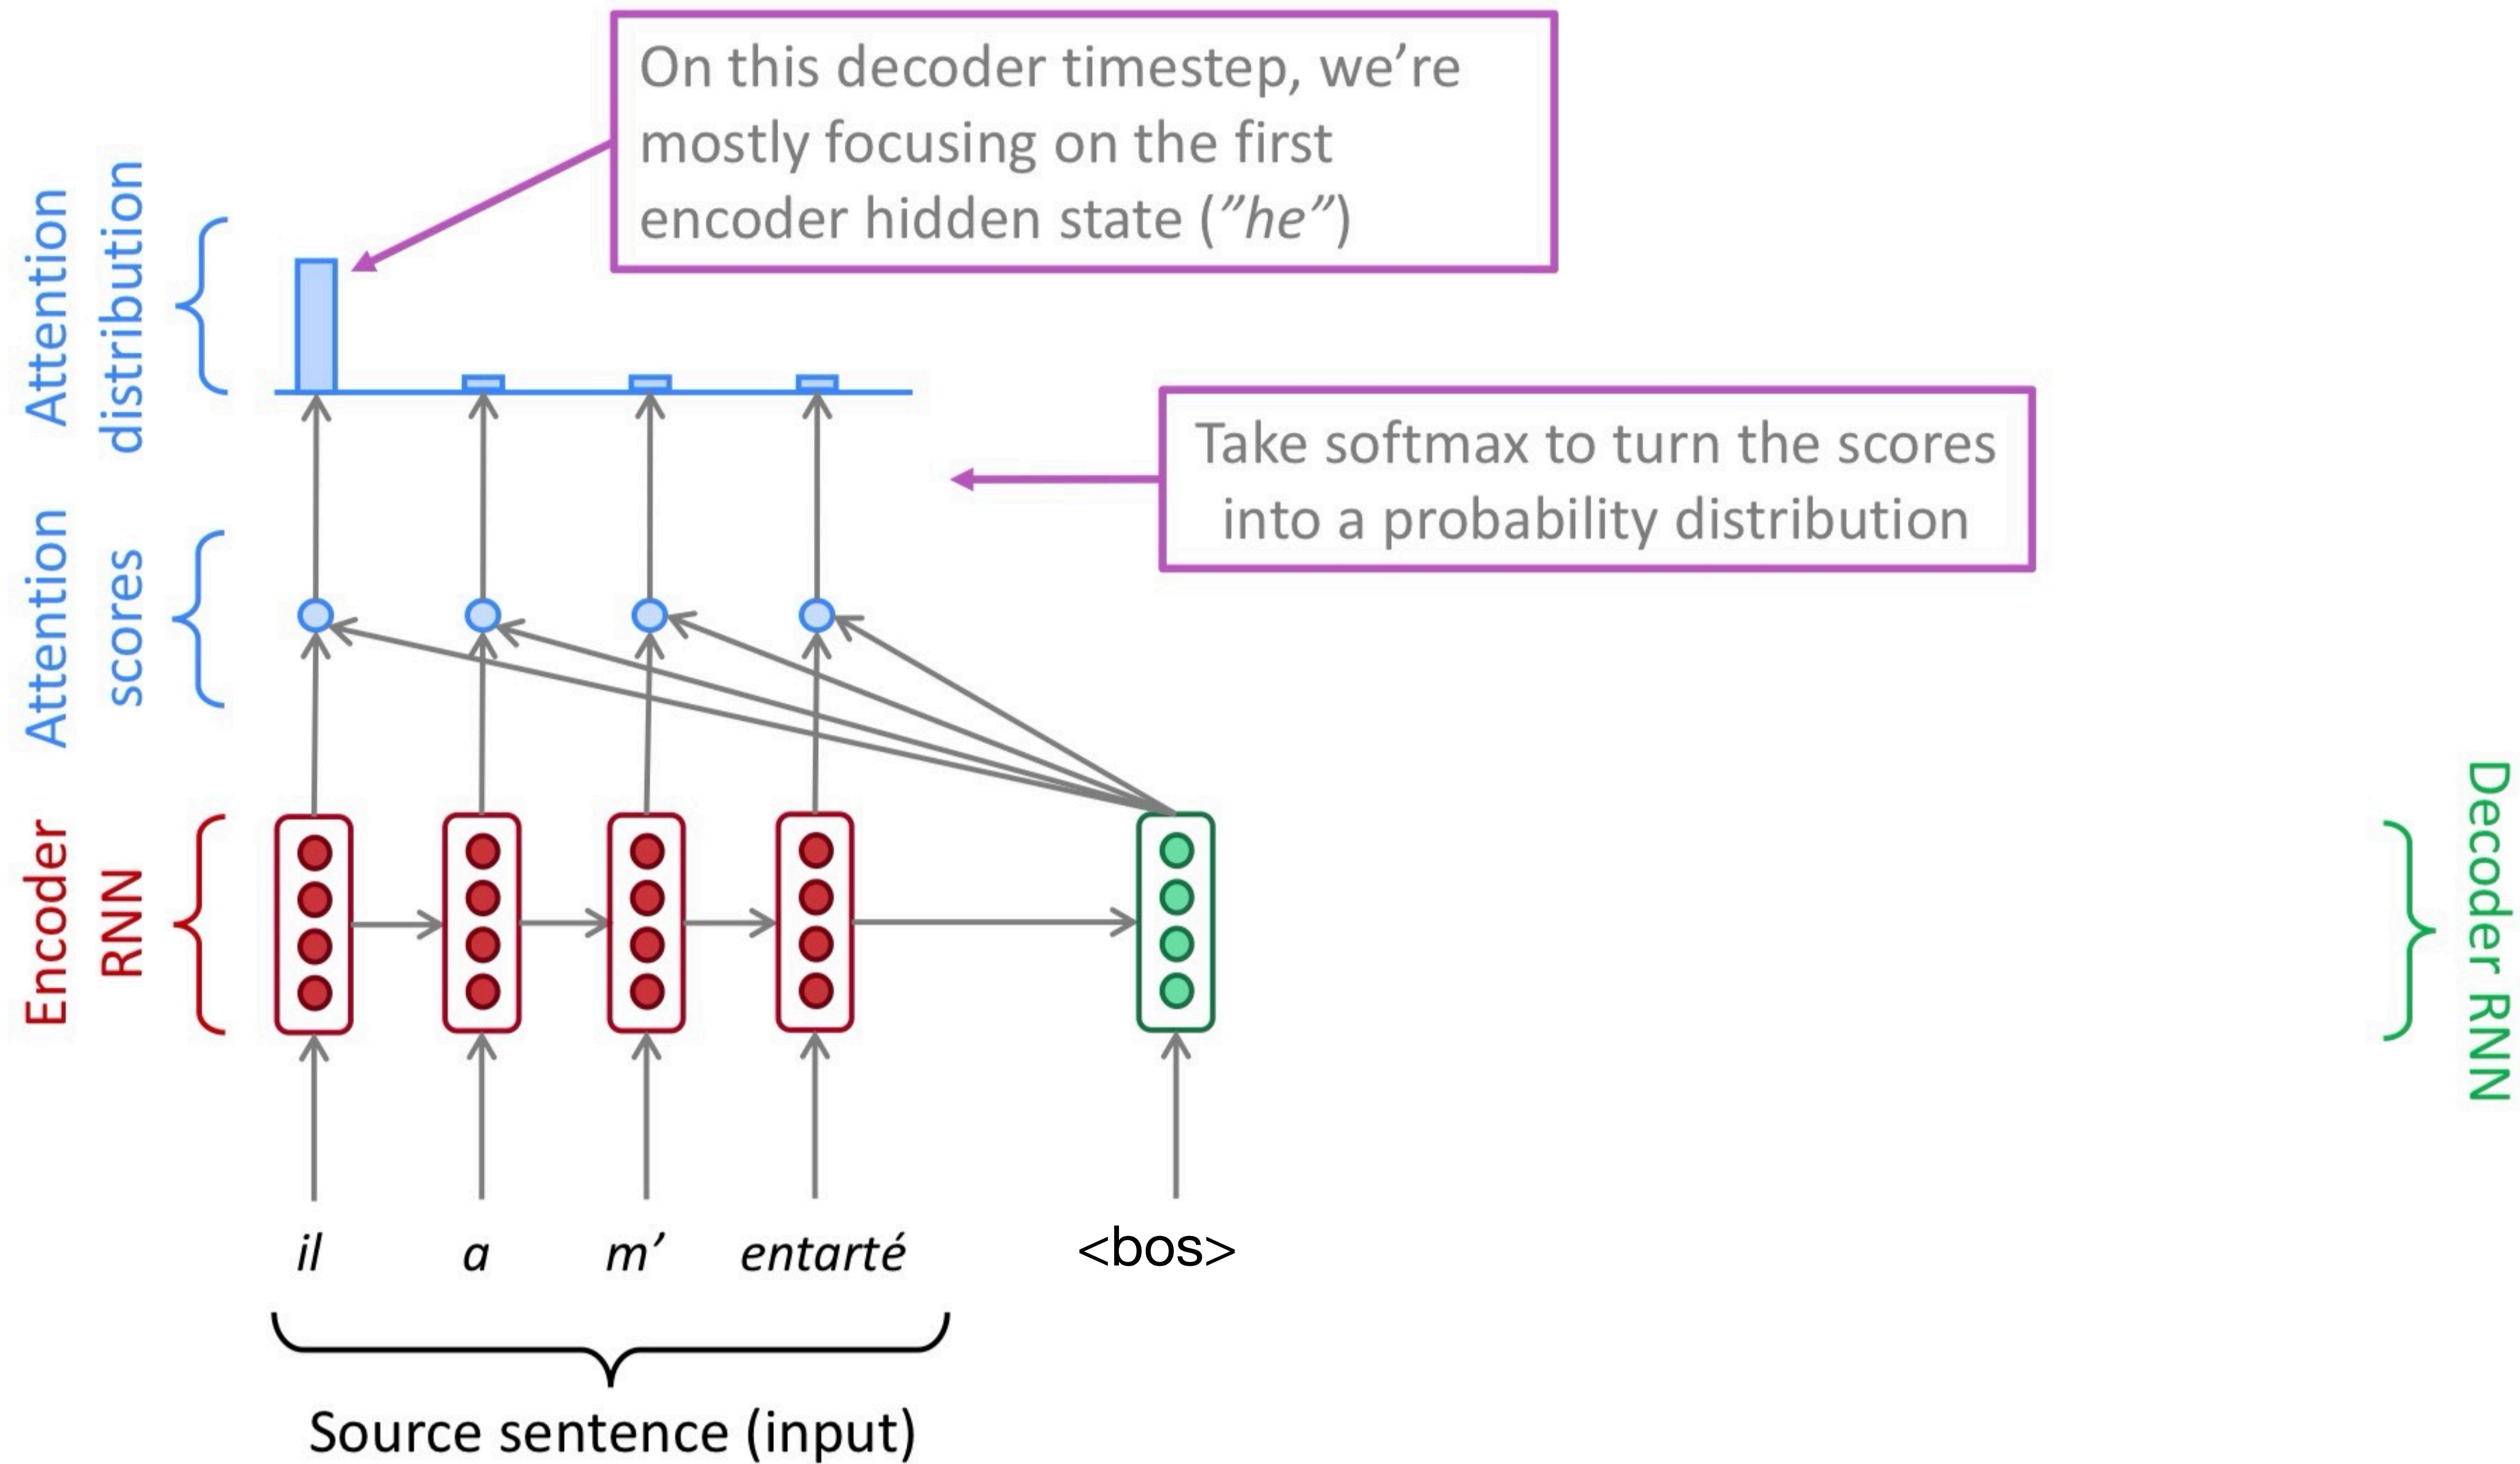 On this decoder timestep, we're
mostly focusing on the first
encoder hidden state (”he”)
Attention
distribution
Take softmax to turn the scores
into a probability distribution
Attention
scores
Encoder
RNN
Decoder RNN
il a m’ entarté <bos>
Source sentence (input)